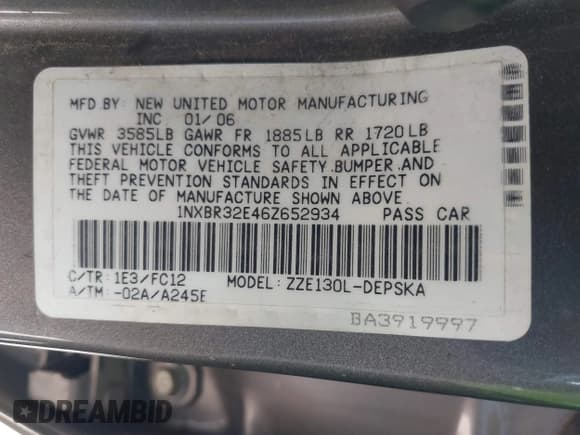 MFD BY NEW UNITED MOTOR MANUFACTURING
INC 01/06
GVWR 3585LB GAWR FR 1885LB RR 1720LB
THIS VEHICLE CONFORMS TO ALL APPLICABLE
FEDERAL MOTOR VEHICLE SAFETY.BUMPER.AND
THEFT PREVENTION STANDARDS IN EFFECT ON
THE DATE OF MANUFACTURE SHOWN ABOVE.
1NXBR32E46Z652934 PASS CAR
C/TR:1E3/FC12 MODEL:ZZE130L-DEPSKA
A/TM:-02A/A245E
BA3919997
DREAMBID